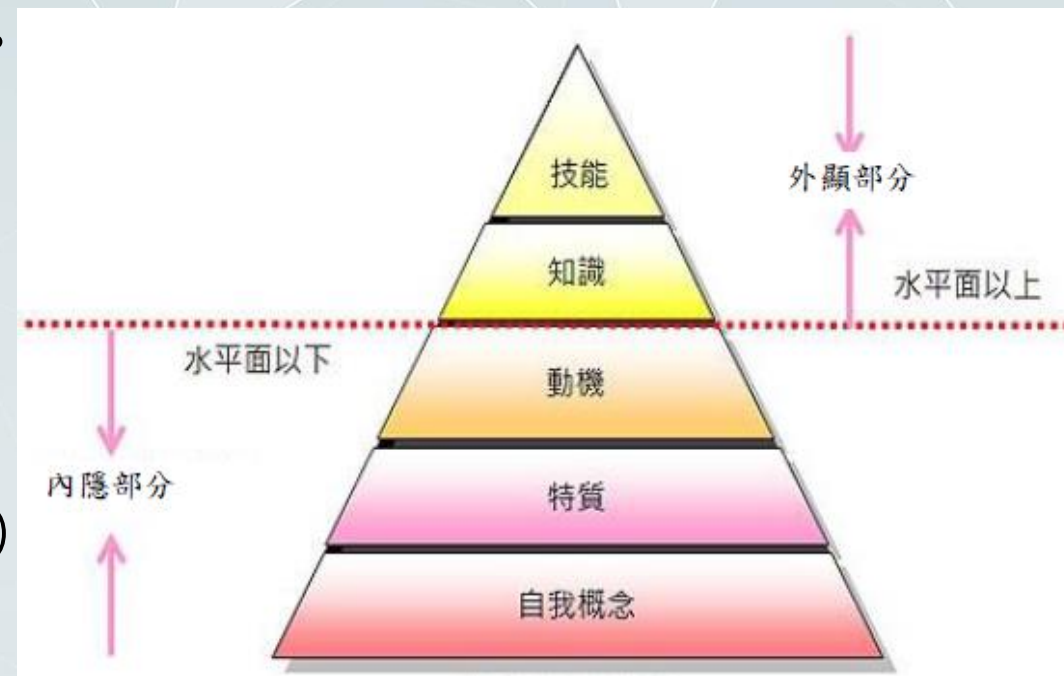 技能
外顯部分
知識
水平面以上
水平面以下
動機
內隱部分
特質
)
自我概念